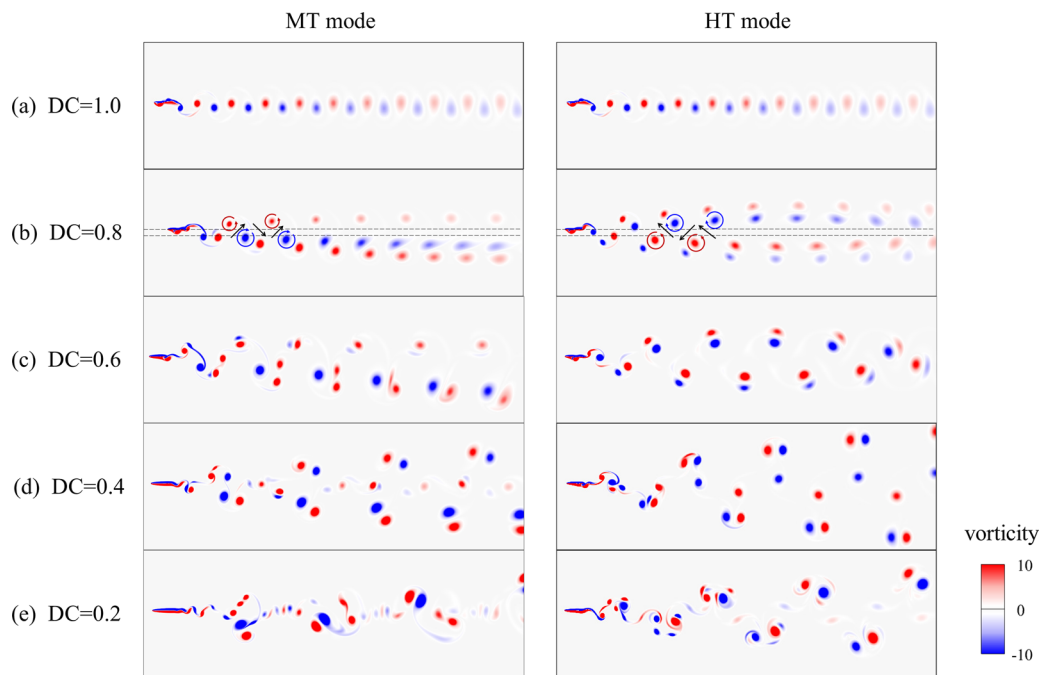 MT mode
HT mode
(a) DC=1.0
(b) DC=0.8
(c) DC=0.6
(d) DC=0.4
(e) DC=0.2
vorticity
10
0
-10